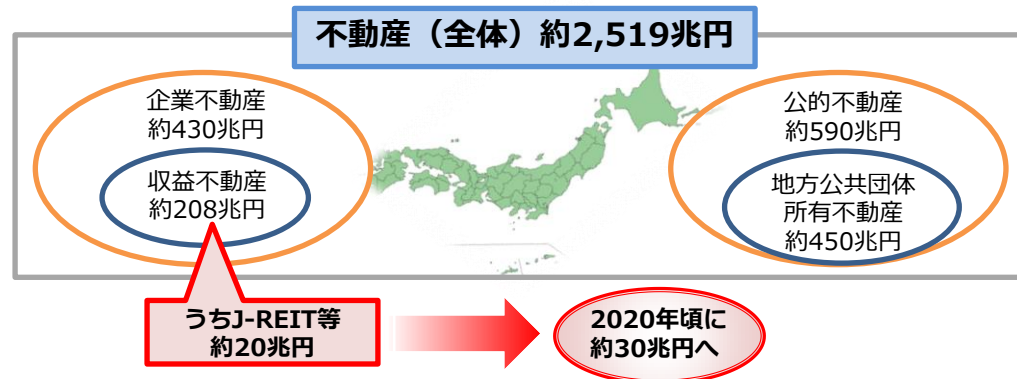 不動産（全体）約2,519兆円
企業不動産
約430兆円
収益不動産
約208兆円
公的不動産
約590兆円
地方公共団体
所有不動産
約450兆円
うちJ-REIT等
約20兆円
2020年頃に
約30兆円へ